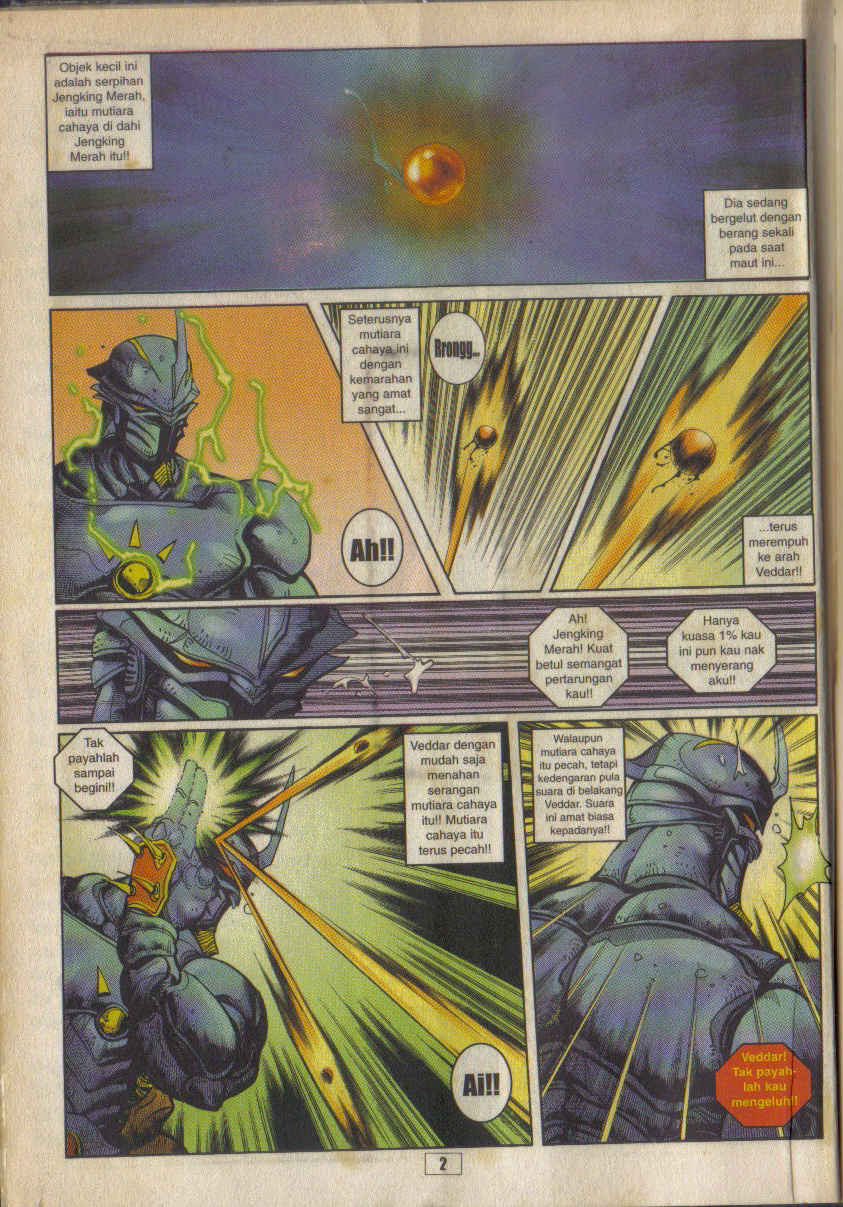 Objek kecil ini
adalah serpihan
Jengking Merah,
iaitu mutiara
cahaya di dahi
Jengking
Merah itu!!
Dia sedang
bergelut dengan
berang sekali
pada saat
maut ini...
Ah!!
Seterusnya
mutiara
cahaya ini
dengan
kemarahan
yang amat
sangat...
Brongg...
...terus
merempuh
ke arah
Veddar!!
Ah!
Jengking
Merah! Kuat
betul semangat
pertarungan
kau!!
Hanya
kuasa 1% kau
ini pun kau nak
menyerang
aku!!
Tak
payahlah
sampai
begini!!
Veddar dengan
mudah saja
menahan
serangan
mutiara cahaya
itu!! Mutiara
cahaya itu
terus pecah!!
Ai!!
Walaupun
mutiara cahaya
itu pecah, tetapi
kedengaran pula
suara di belakang
Veddar. Suara
ini amat biasa
kepadanya!!
Veddar!
Tak payah-
lah kau
mengeluh!!
2